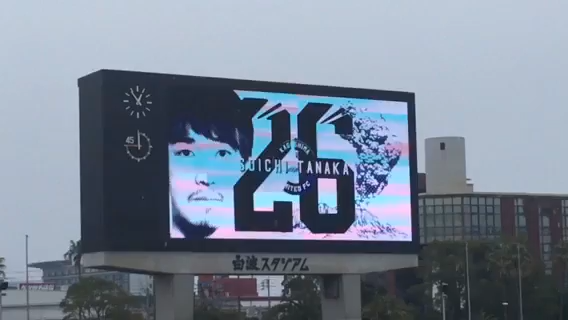 45
26
KAGOSHIMA
SOICHI TANAKA
UNITED FC
白波スタジアム